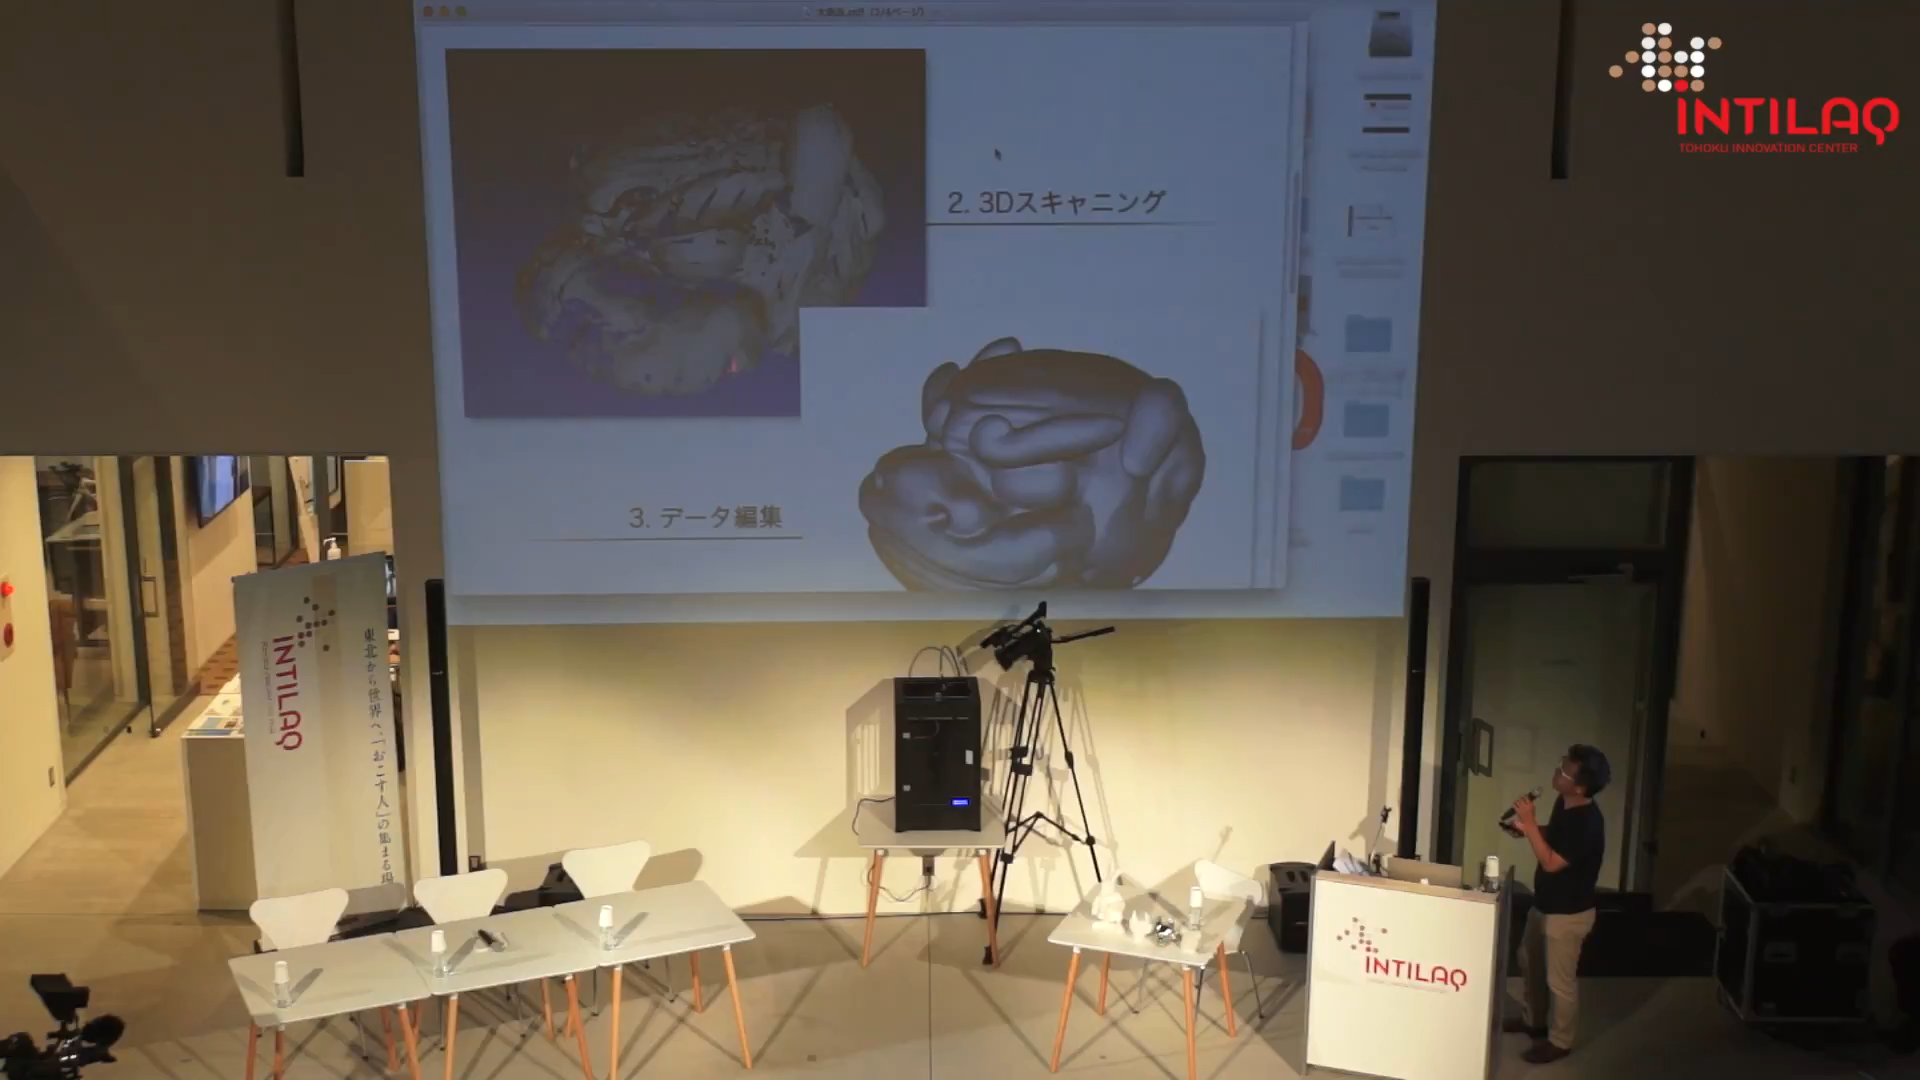 INTILAQ
TOHOKU INNOVATION CENTER
2. 3Dスキャニング
3. データ編集
INTILAQ
東北から世界へ、「おこす人」の集まる場
INTILAQ